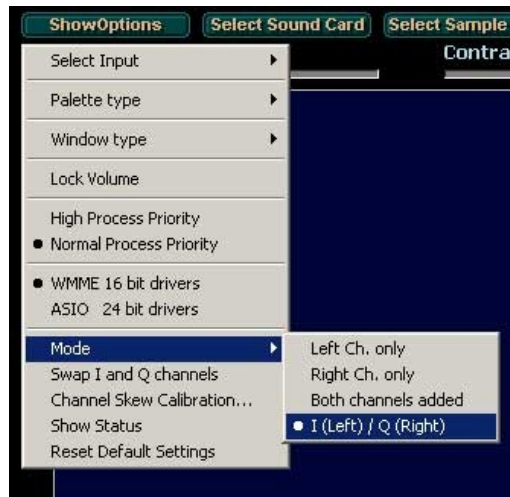 ShowOptions Select Sound Card Select Sample
Contra
Select Input
Palette type
Window type
Lock Volume
High Process Priority
Normal Process Priority
WMME 16 bit drivers
ASIO 24 bit drivers
Mode
Swap I and Q channels
Channel Skew Calibration...
Show Status
Reset Default Settings
Left Ch. only
Right Ch. only
Both channels added
I (Left) / Q (Right)